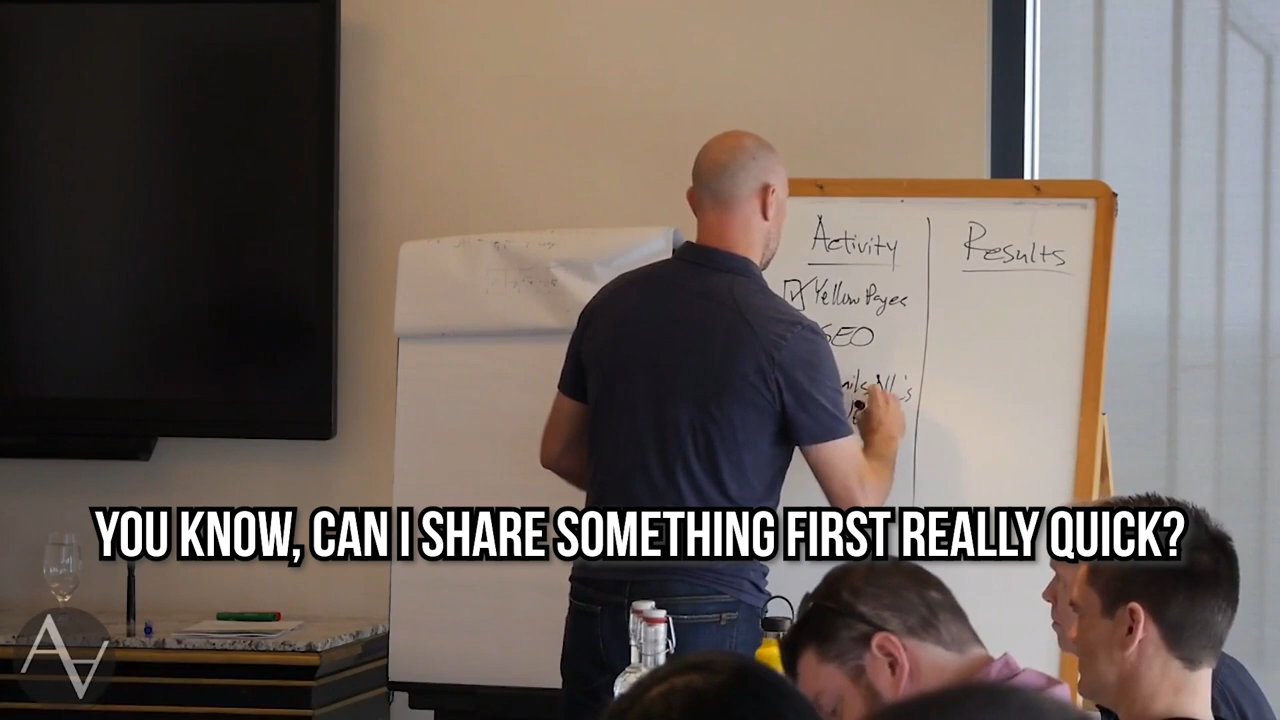 Activity
Results
Yellow Pages
SEO
YOU KNOW, CAN I SHARE SOMETHING FIRST REALLY QUICK?